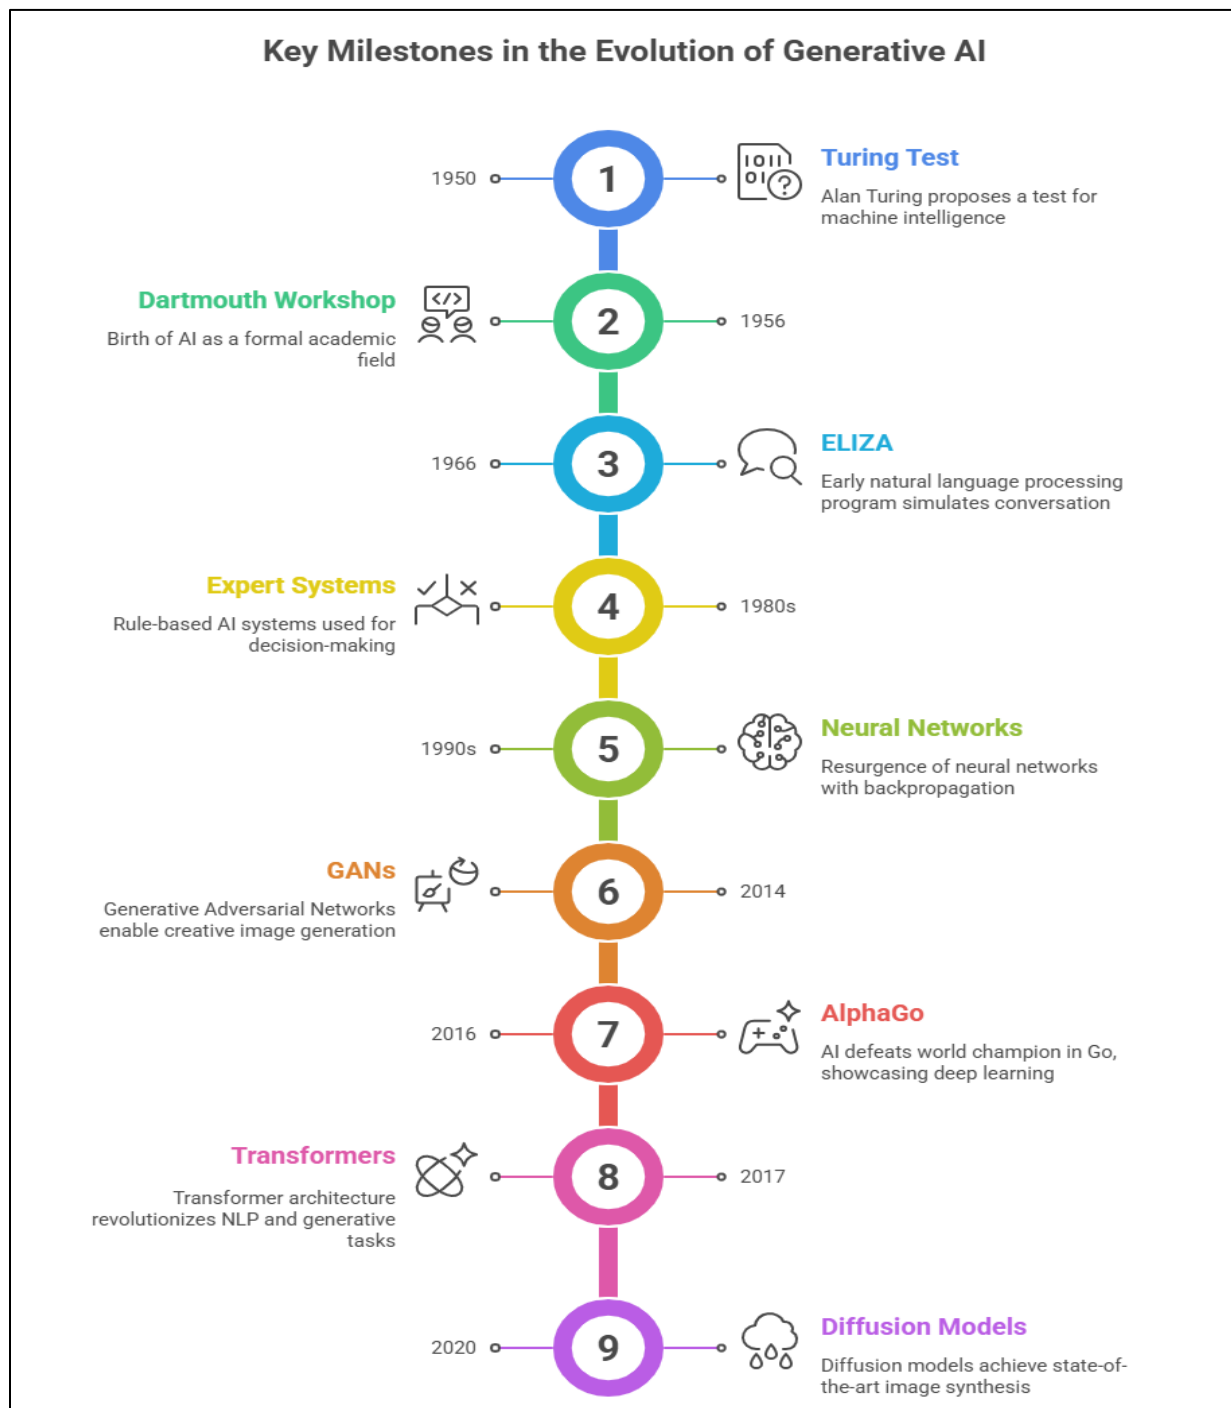 Key Milestones in the Evolution of Generative AI
1950
1
1011
01
?
Turing Test
Alan Turing proposes a test for
machine intelligence
Dartmouth Workshop
Birth of AI as a formal academic
field
</>
2
1956
1966
3
ELIZA
Early natural language processing
program simulates conversation
Expert Systems
Rule-based AI systems used for
decision-making
4
1980s
1990s
5
Neural Networks
Resurgence of neural networks
with backpropagation
GANs
Generative Adversarial Networks
enable creative image generation
6
2014
2016
7
AlphaGo
AI defeats world champion in Go,
showcasing deep learning
Transformers
Transformer architecture
revolutionizes NLP and generative
tasks
8
2017
2020
9
Diffusion Models
Diffusion models achieve state-of-
the-art image synthesis